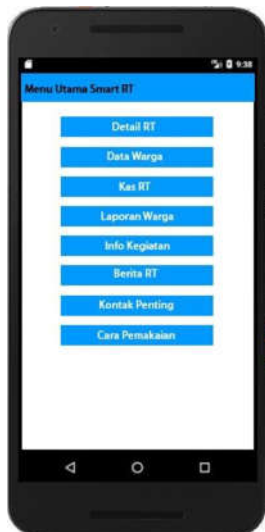 9:38
Menu Utama Smart RT
Detail RT
Data Warga
Kas RT
Laporan Warga
Info Kegiatan
Berita RT
Kontak Penting
Cara Pemakaian